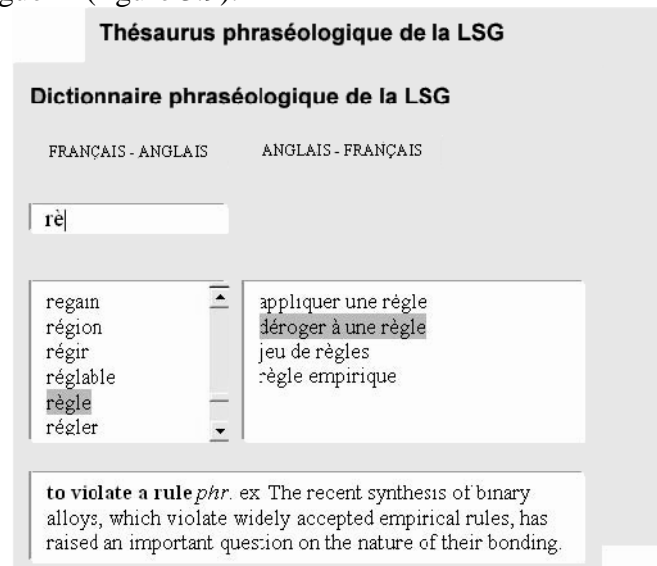 Thésaurus phraséologique de la LSG
Dictionnaire phraséologique de la LSG
FRANÇAIS - ANGLAIS ANGLAIS - FRANÇAIS
rè
regain
région
régir
réglable
règle
régler
appliquer une règle
déroger à une règle
jeu de règles
règle empirique
to violate a rule phr. ex The recent synthesis of binary
alloys, which violate widely accepted empirical rules, has
raised an important question on the nature of their bonding.